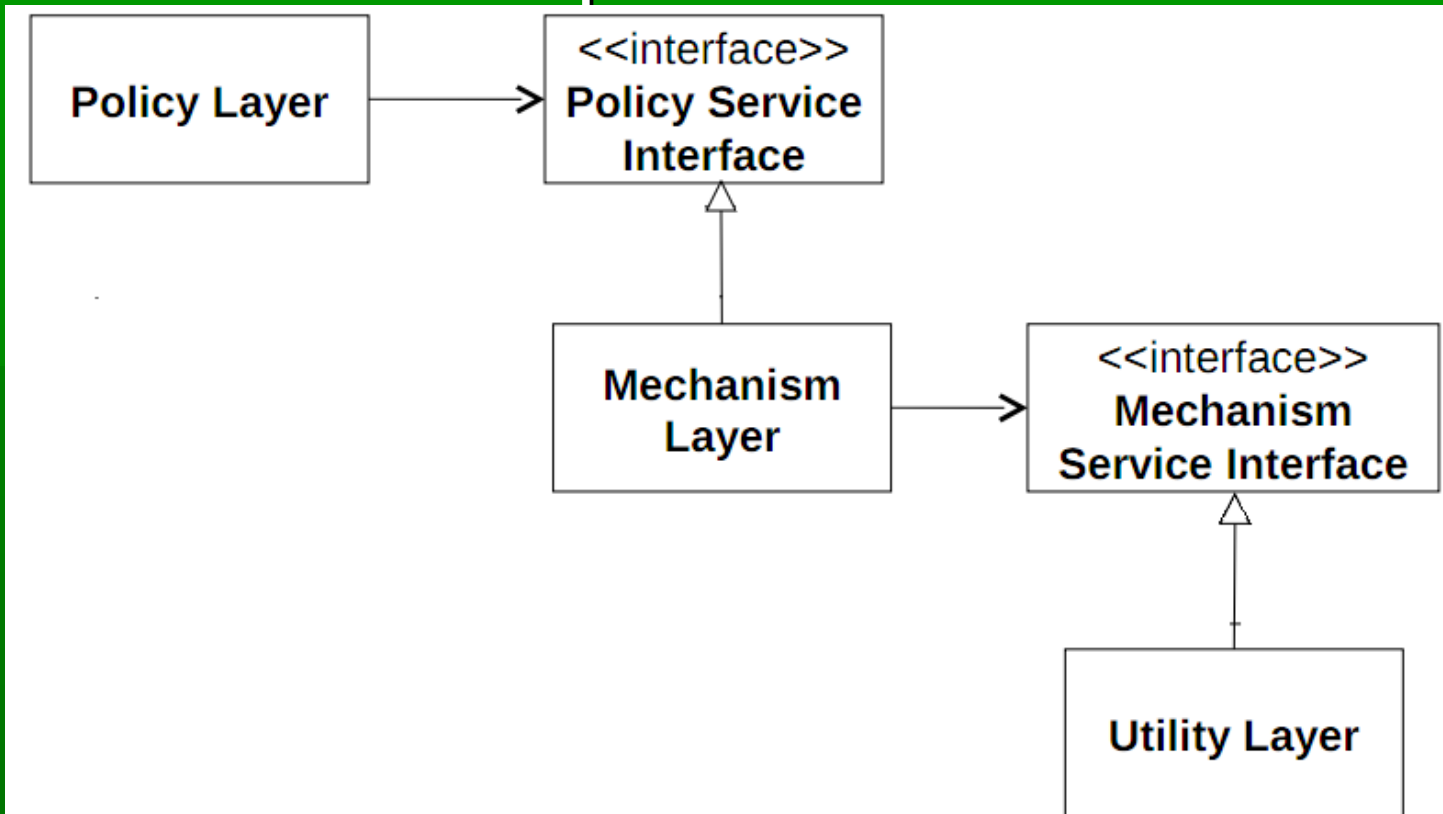 Policy Layer
<<interface>>
Policy Service
Interface
Mechanism
Layer
<<interface>>
Mechanism
Service Interface
Utility Layer